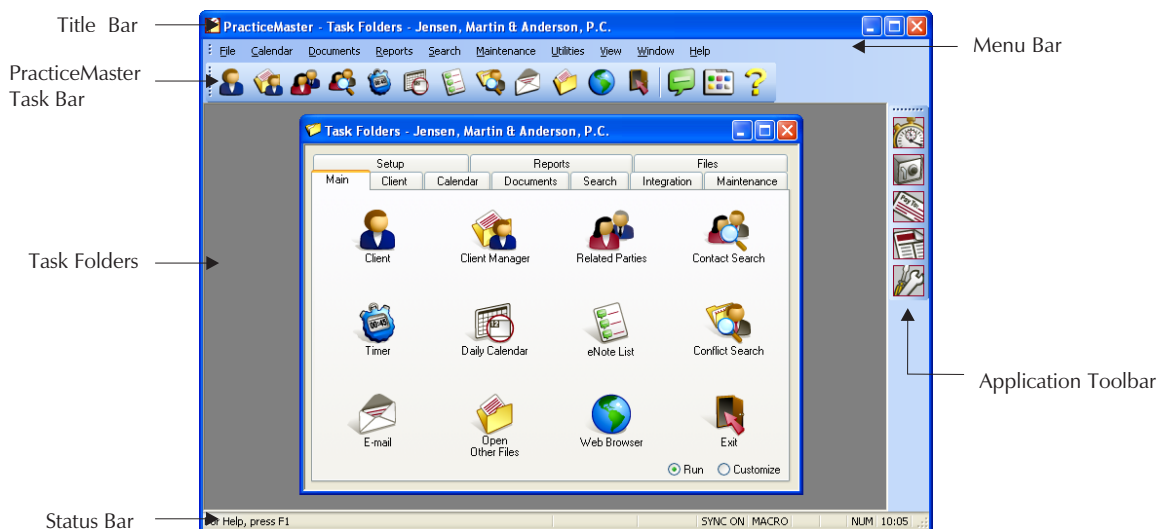 Title Bar
PracticeMaster - Task Folders - Jensen, Martin & Anderson, P.C.
File Calendar Documents Reports Search Maintenance Utilities View Window Help
Menu Bar
PracticeMaster
Task Bar
Task Folders - Jensen, Martin & Anderson, P.C.
Setup Reports Files
Main Client Calendar Documents Search Integration Maintenance
Client Client Manager Related Parties Contact Search
Task Folders
00:45
Timer Daily Calendar eNote List Conflict Search
Pay To...
Application Toolbar
E-mail Open Other Files Web Browser Exit
Run Customize
Status Bar
For Help, press F1
SYNC ON MACRO NUM 10:05